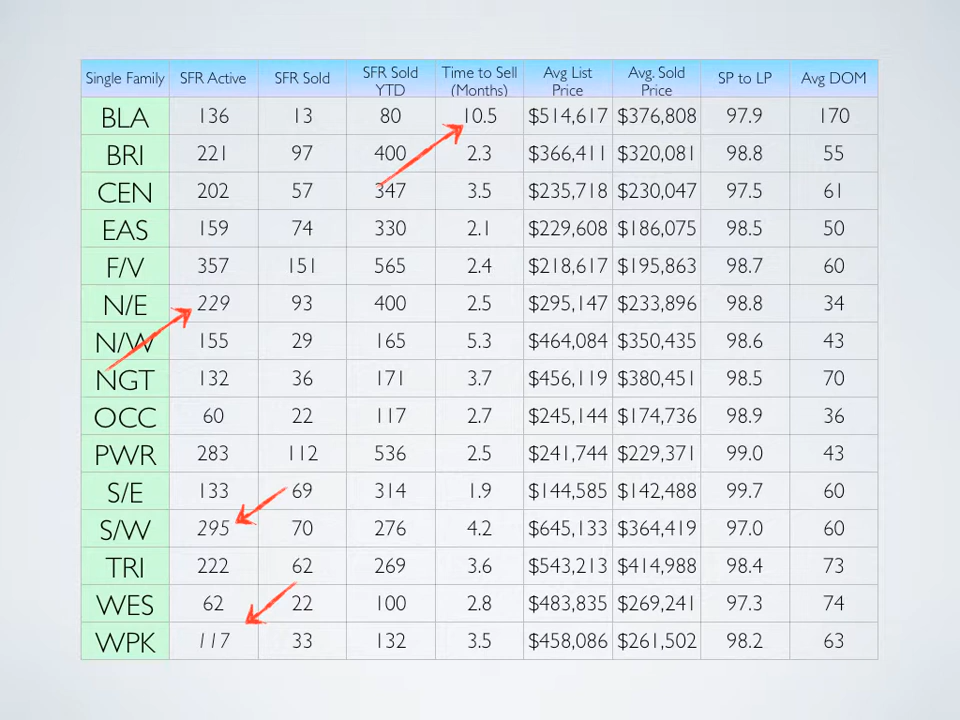 Single Family SFR Active SFR Sold SFR Sold YTD Time to Sell (Months) Avg List Price Avg. Sold Price SP to LP Avg DOM
BLA 136 13 80 10.5 $514,617 $376,808 97.9 170
BRI 221 97 400 2.3 $366,411 $320,081 98.8 55
CEN 202 57 347 3.5 $235,718 $230,047 97.5 61
EAS 159 74 330 2.1 $229,608 $186,075 98.5 50
F/V 357 151 565 2.4 $218,617 $195,863 98.7 60
N/E 229 93 400 2.5 $295,147 $233,896 98.8 34
N/W 155 29 165 5.3 $464,084 $350,435 98.6 43
NGT 132 36 171 3.7 $456,119 $380,451 98.5 70
OCC 60 22 117 2.7 $245,144 $174,736 98.9 36
PWR 283 112 536 2.5 $241,744 $229,371 99.0 43
S/E 133 69 314 1.9 $144,585 $142,488 99.7 60
S/W 295 70 276 4.2 $645,133 $364,419 97.0 60
TRI 222 62 269 3.6 $543,213 $414,988 98.4 73
WES 62 22 100 2.8 $483,835 $269,241 97.3 74
WPK 117 33 132 3.5 $458,086 $261,502 98.2 63